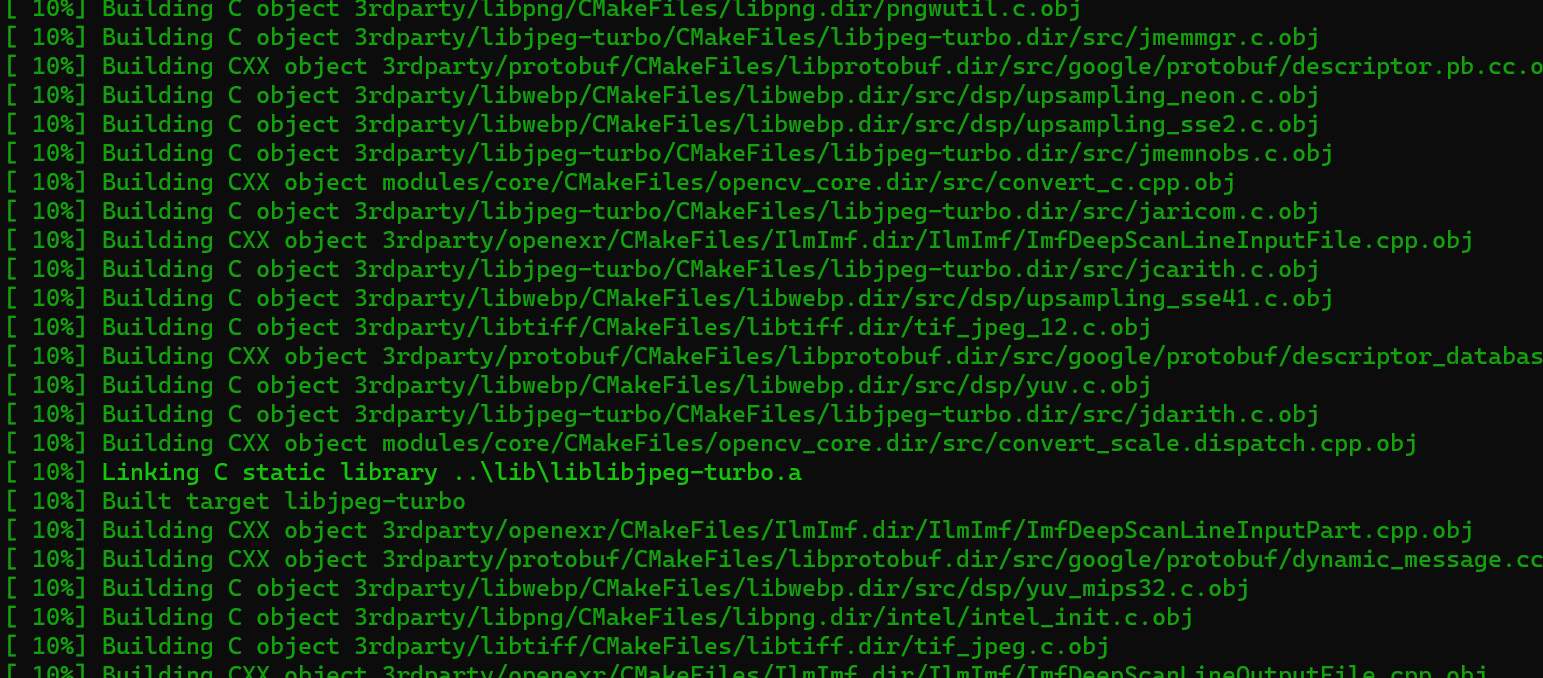 [ 10%] Building C object 3rdparty/libpng/CMakeFiles/libpng.dir/pngwutil.c.obj
[ 10%] Building C object 3rdparty/libjpeg-turbo/CMakeFiles/libjpeg-turbo.dir/src/jmemmgr.c.obj
[ 10%] Building CXX object 3rdparty/protobuf/CMakeFiles/libprotobuf.dir/src/google/protobuf/descriptor.pb.cc.o
[ 10%] Building C object 3rdparty/libwebp/CMakeFiles/libwebp.dir/src/dsp/upsampling_neon.c.obj
[ 10%] Building C object 3rdparty/libwebp/CMakeFiles/libwebp.dir/src/dsp/upsampling_sse2.c.obj
[ 10%] Building C object 3rdparty/libjpeg-turbo/CMakeFiles/libjpeg-turbo.dir/src/jmemnobs.c.obj
[ 10%] Building CXX object modules/core/CMakeFiles/opencv_core.dir/src/convert_c.cpp.obj
[ 10%] Building C object 3rdparty/libjpeg-turbo/CMakeFiles/libjpeg-turbo.dir/src/jaricom.c.obj
[ 10%] Building CXX object 3rdparty/openexr/CMakeFiles/IlmImf.dir/IlmImf/ImfDeepScanLineInputFile.cpp.obj
[ 10%] Building C object 3rdparty/libjpeg-turbo/CMakeFiles/libjpeg-turbo.dir/src/jcarith.c.obj
[ 10%] Building C object 3rdparty/libwebp/CMakeFiles/libwebp.dir/src/dsp/upsampling_sse41.c.obj
[ 10%] Building C object 3rdparty/libtiff/CMakeFiles/libtiff.dir/tif_jpeg_12.c.obj
[ 10%] Building CXX object 3rdparty/protobuf/CMakeFiles/libprotobuf.dir/src/google/protobuf/descriptor_databas
[ 10%] Building C object 3rdparty/libwebp/CMakeFiles/libwebp.dir/src/dsp/yuv.c.obj
[ 10%] Building C object 3rdparty/libjpeg-turbo/CMakeFiles/libjpeg-turbo.dir/src/jdarith.c.obj
[ 10%] Building CXX object modules/core/CMakeFiles/opencv_core.dir/src/convert_scale.dispatch.cpp.obj
[ 10%] Linking C static library ..\lib\liblibjpeg-turbo.a
[ 10%] Built target libjpeg-turbo
[ 10%] Building CXX object 3rdparty/openexr/CMakeFiles/IlmImf.dir/IlmImf/ImfDeepScanLineInputPart.cpp.obj
[ 10%] Building CXX object 3rdparty/protobuf/CMakeFiles/libprotobuf.dir/src/google/protobuf/dynamic_message.cc
[ 10%] Building C object 3rdparty/libwebp/CMakeFiles/libwebp.dir/src/dsp/yuv_mips32.c.obj
[ 10%] Building C object 3rdparty/libpng/CMakeFiles/libpng.dir/intel/intel_init.c.obj
[ 10%] Building C object 3rdparty/libtiff/CMakeFiles/libtiff.dir/tif_jpeg.c.obj
[ 10%] Building CXX object 3rdparty/openexr/CMakeFiles/IlmImf.dir/IlmImf/ImfDeepScanLineOutputFile.cpp.obj